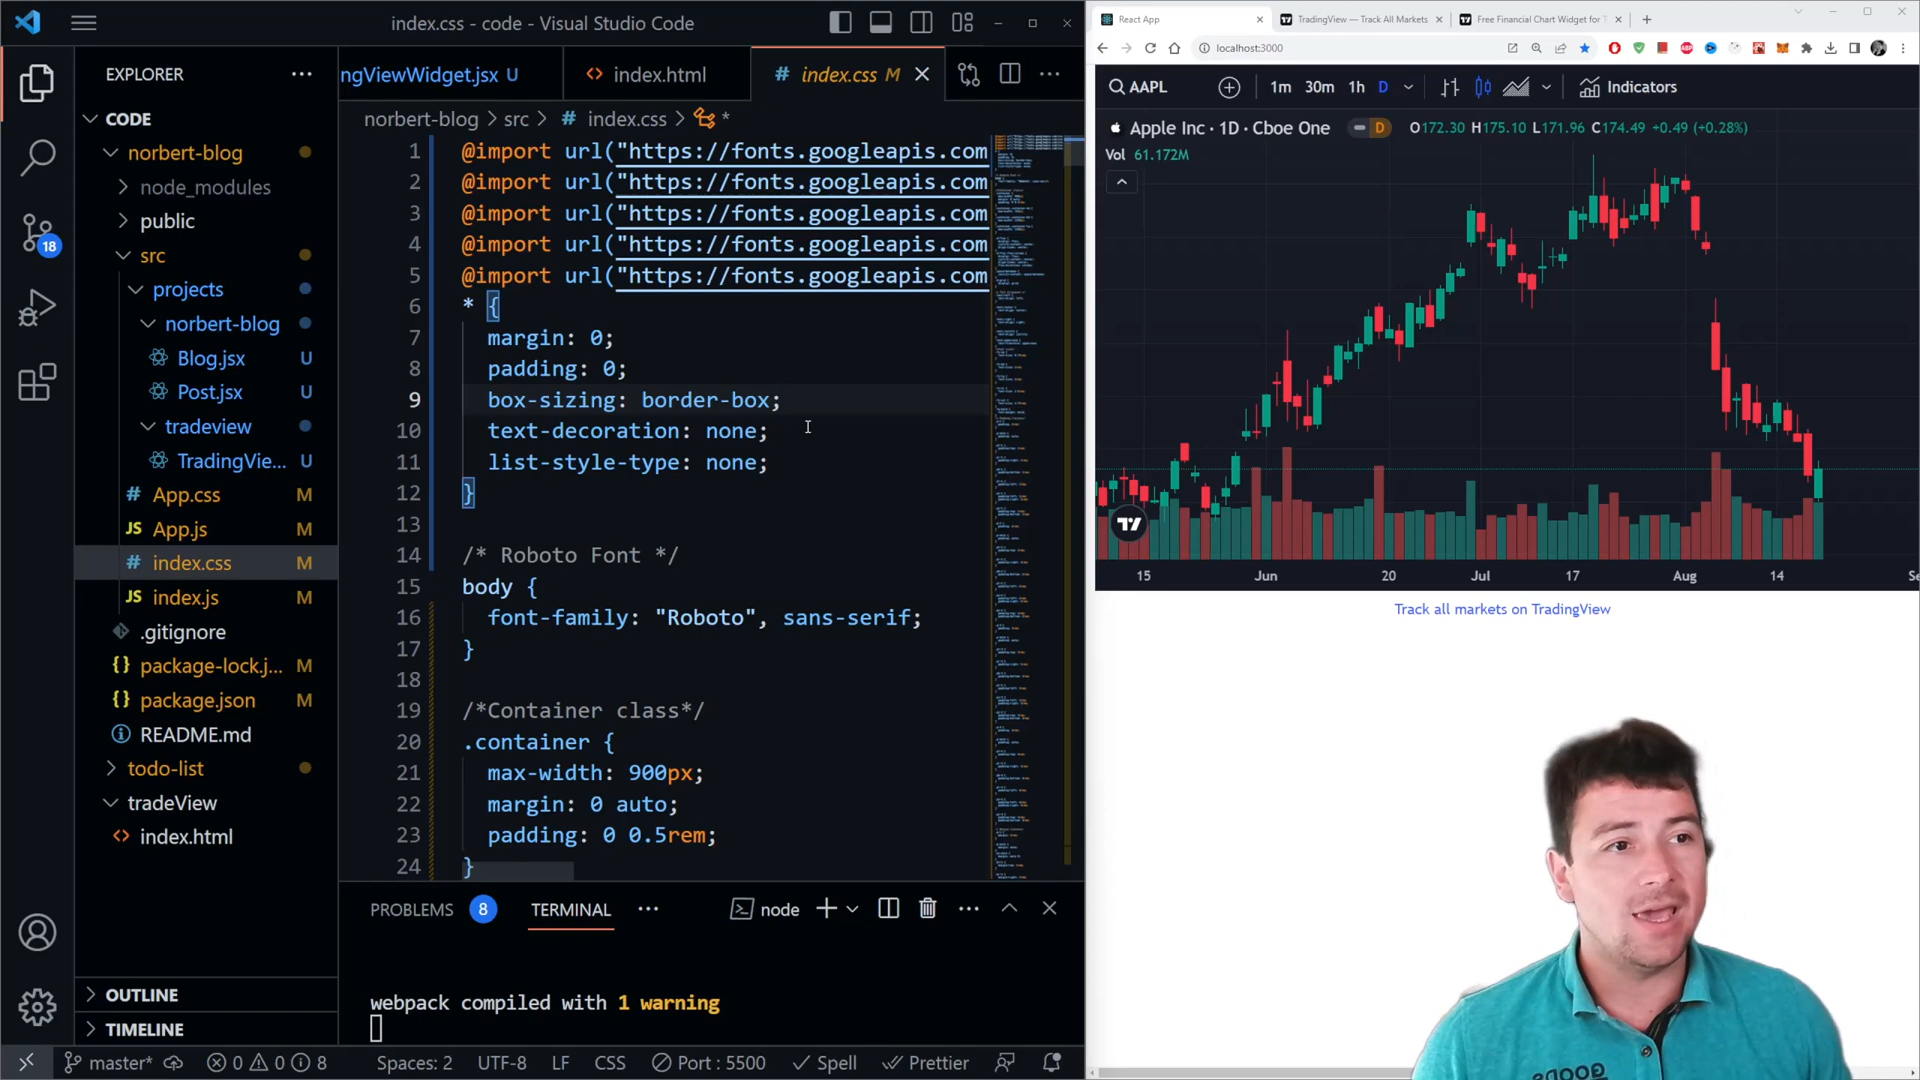 index.css - code - Visual Studio Code
EXPLORER
CODE
norbert-blog
node_modules
public
src
projects
norbert-blog
Blog.jsx U
Post.jsx U
tradeview
TradingVie... U
# App.css M
JS App.js M
# index.css M
JS index.js M
.gitignore
{} package-lock.j... M
{} package.json M
README.md
todo-list
tradeView
<> index.html
OUTLINE
TIMELINE
18
ngViewWidget.jsx U
<> index.html
# index.css M
norbert-blog > src > # index.css > *
1 @import url("https://fonts.googleapis.com
2 @import url("https://fonts.googleapis.com
3 @import url("https://fonts.googleapis.com
4 @import url("https://fonts.googleapis.com
5 @import url("https://fonts.googleapis.com
6 * {
7 margin: 0;
8 padding: 0;
9 box-sizing: border-box;
10 text-decoration: none;
11 list-style-type: none;
12 }
13
14 /* Roboto Font */
15 body {
16 font-family: "Roboto", sans-serif;
17 }
18
19 /*Container class*/
20 .container {
21 max-width: 900px;
22 margin: 0 auto;
23 padding: 0 0.5rem;
24 }
PROBLEMS 8 TERMINAL node
webpack compiled with 1 warning
master* 0 0 8 Spaces: 2 UTF-8 LF CSS Port : 5500 Spell Prettier
React App
TradingView — Track All Markets
Free Financial Chart Widget for
localhost:3000
AAPL 1m 30m 1h D Indicators
Apple Inc · 1D · Cboe One D O172.30 H175.10 L171.96 C174.49 +0.49 (+0.28%)
Vol 61.172M
15 Jun 20 Jul 17 Aug 14 Se
Track all markets on TradingView